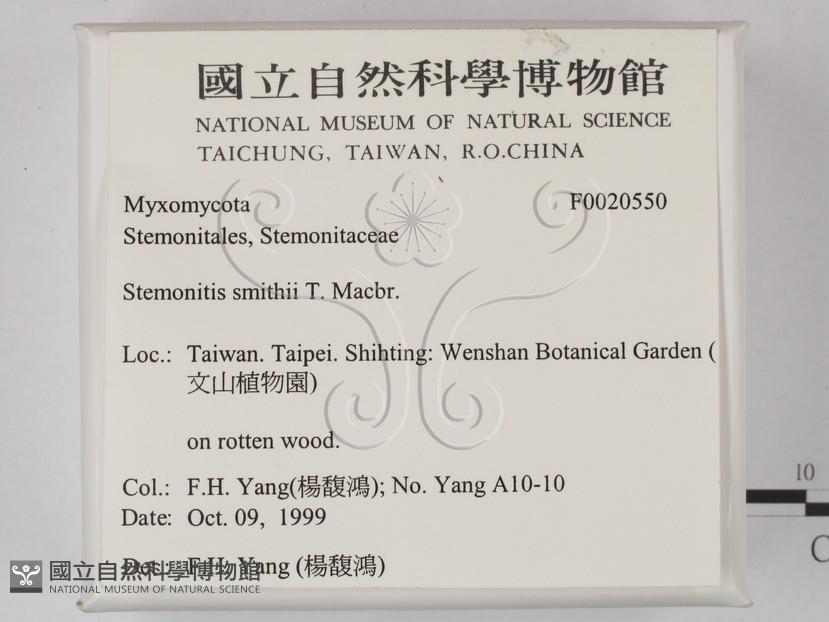 國立自然科學博物館
NATIONAL MUSEUM OF NATURAL SCIENCE
TAICHUNG, TAIWAN, R.O.CHINA
Myxomycota F0020550
Stemonitales, Stemonitaceae
Stemonitis smithii T. Macbr.
Loc.: Taiwan. Taipei. Shihting: Wenshan Botanical Garden (
文山植物園)
on rotten wood.
Col.: F.H. Yang(楊馥鴻); No. Yang A10-10
Date: Oct. 09, 1999
Det.: F.H. Yang (楊馥鴻)
國立自然科學博物館
NATIONAL MUSEUM OF NATURAL SCIENCE
10